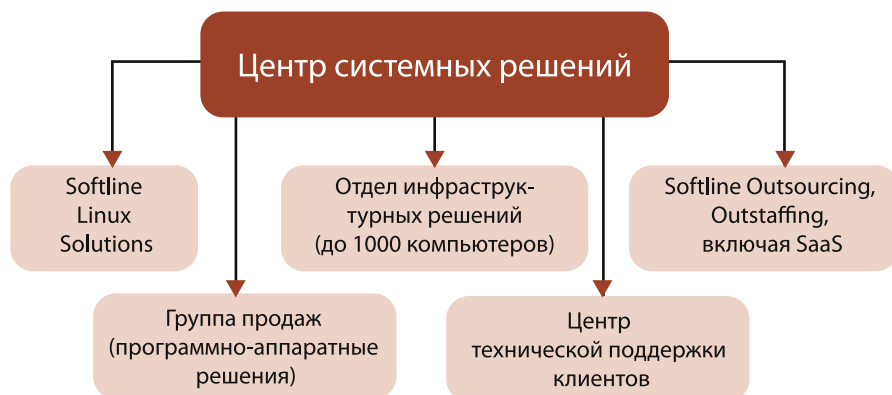 Центр системных решений
Softline
Linux
Solutions
Отдел инфраструк-
турных решений
(до 1000 компьютеров)
Softline Outsourcing,
Outstaffing,
включая SaaS
Группа продаж
(программно-аппаратные
решения)
Центр
технической поддержки
клиентов